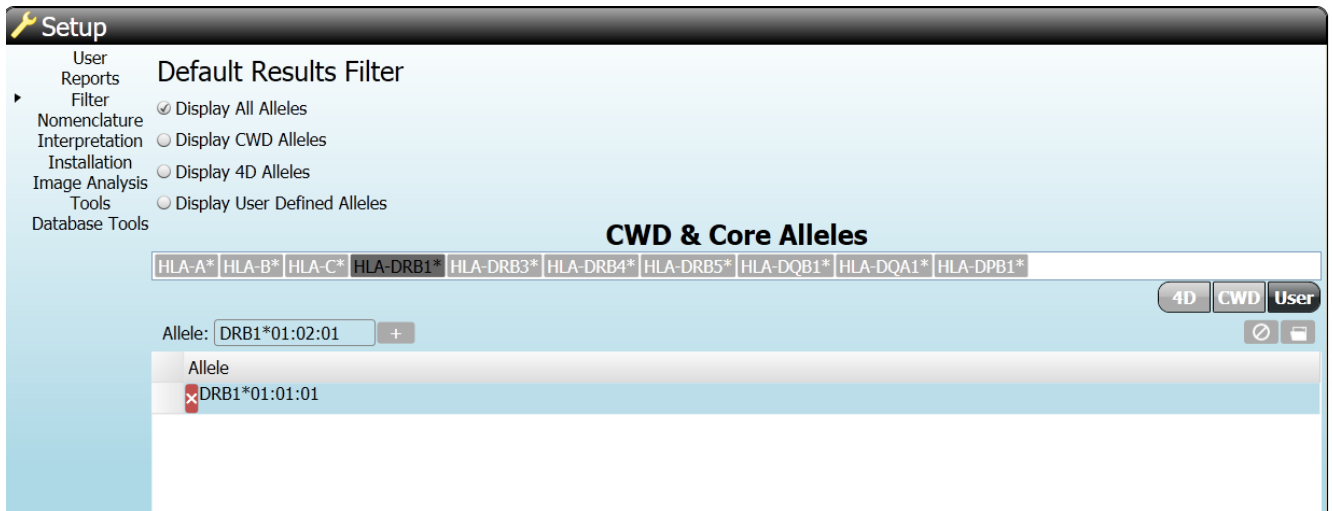 Setup
User
Reports
Filter
Nomenclature
Interpretation
Installation
Image Analysis
Tools
Database Tools
Default Results Filter
Display All Alleles
Display CWD Alleles
Display 4D Alleles
Display User Defined Alleles
CWD & Core Alleles
HLA-A* HLA-B* HLA-C* HLA-DRB1* HLA-DRB3* HLA-DRB4* HLA-DRB5* HLA-DQB1* HLA-DQA1* HLA-DPB1*
4D CWD User
Allele: DRB1*01:02:01 +
Allele
DRB1*01:01:01